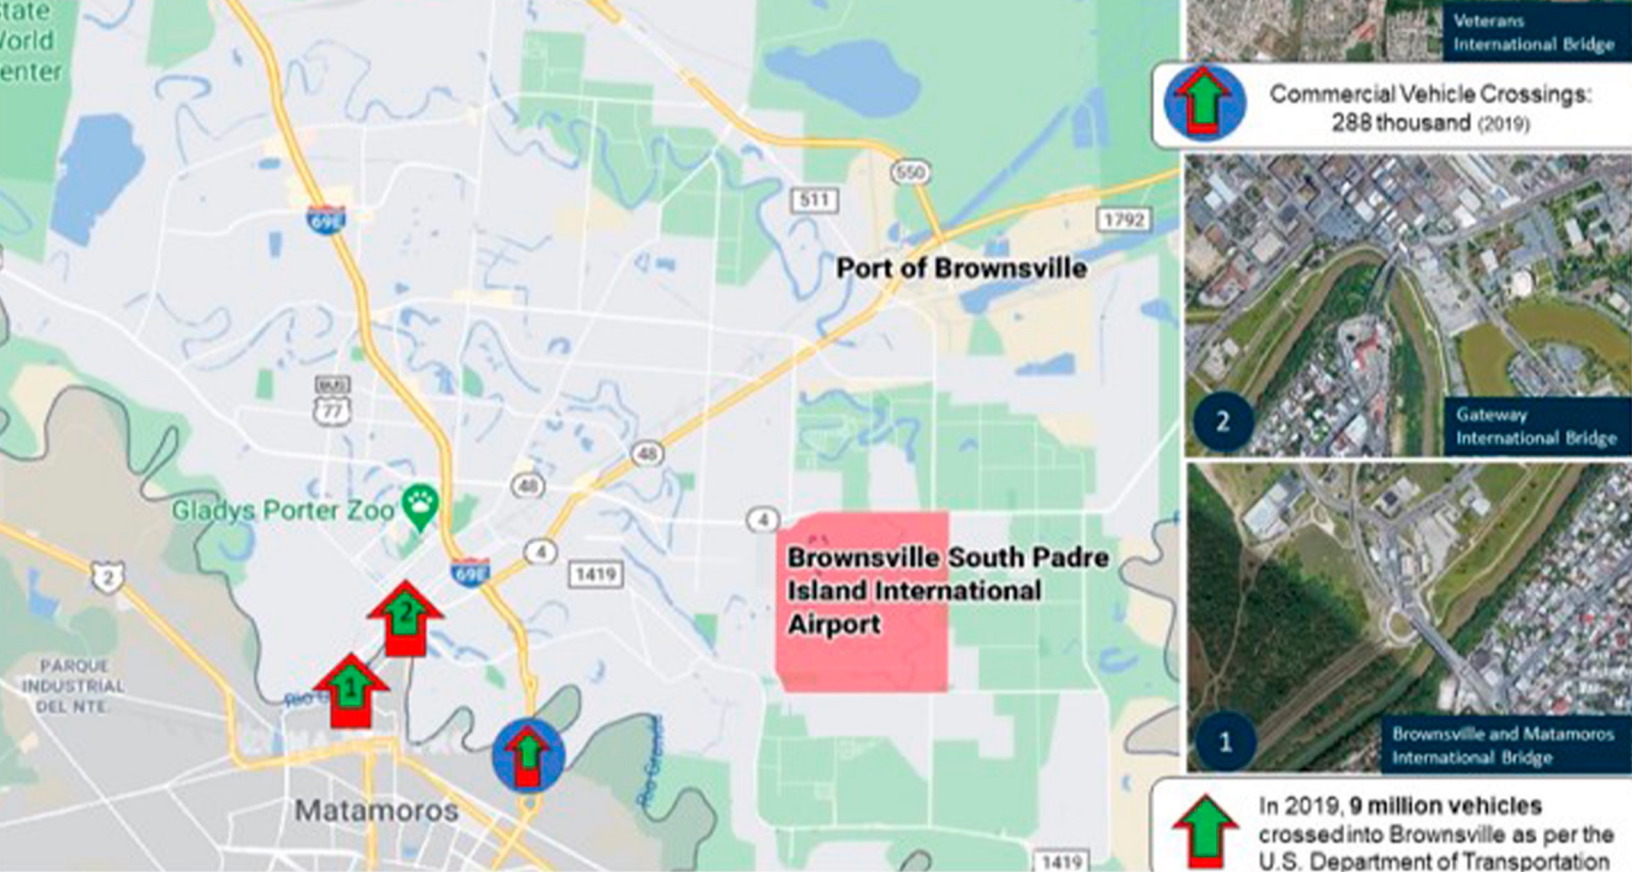 tate
orld
enter
69E
550
511
1792
Port of Brownsville
BUS
77
48
48
Gladys Porter Zoo
4
4
69E
1419
2
Brownsville South Padre
Island International
Airport
2
1
PARQUE
INDUSTRIAL
DEL NTE.
Rio
Rio Grande
Matamoros
1419
Veterans
International Bridge
Commercial Vehicle Crossings:
288 thousand (2019)
2
Gateway
International Bridge
1
Brownsville and Matamoros
International Bridge
In 2019, 9 million vehicles
crossed into Brownsville as per the
U.S. Department of Transportation